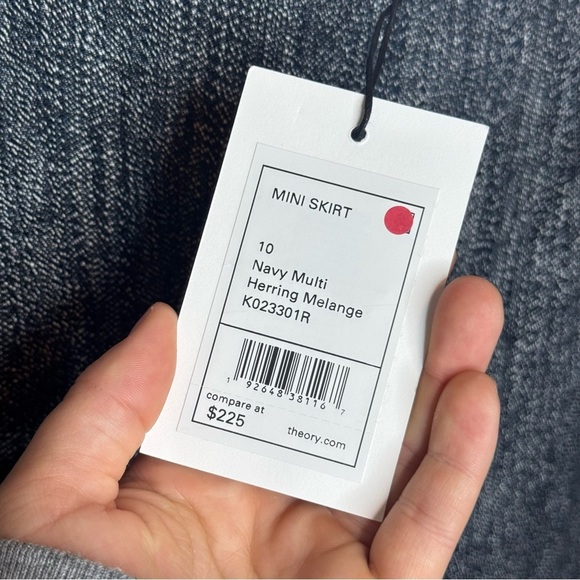 MINI SKIRT
10
Navy Multi
Herring Melange
K023301R
1 92648 38116 7
compare at
$225
theory.com